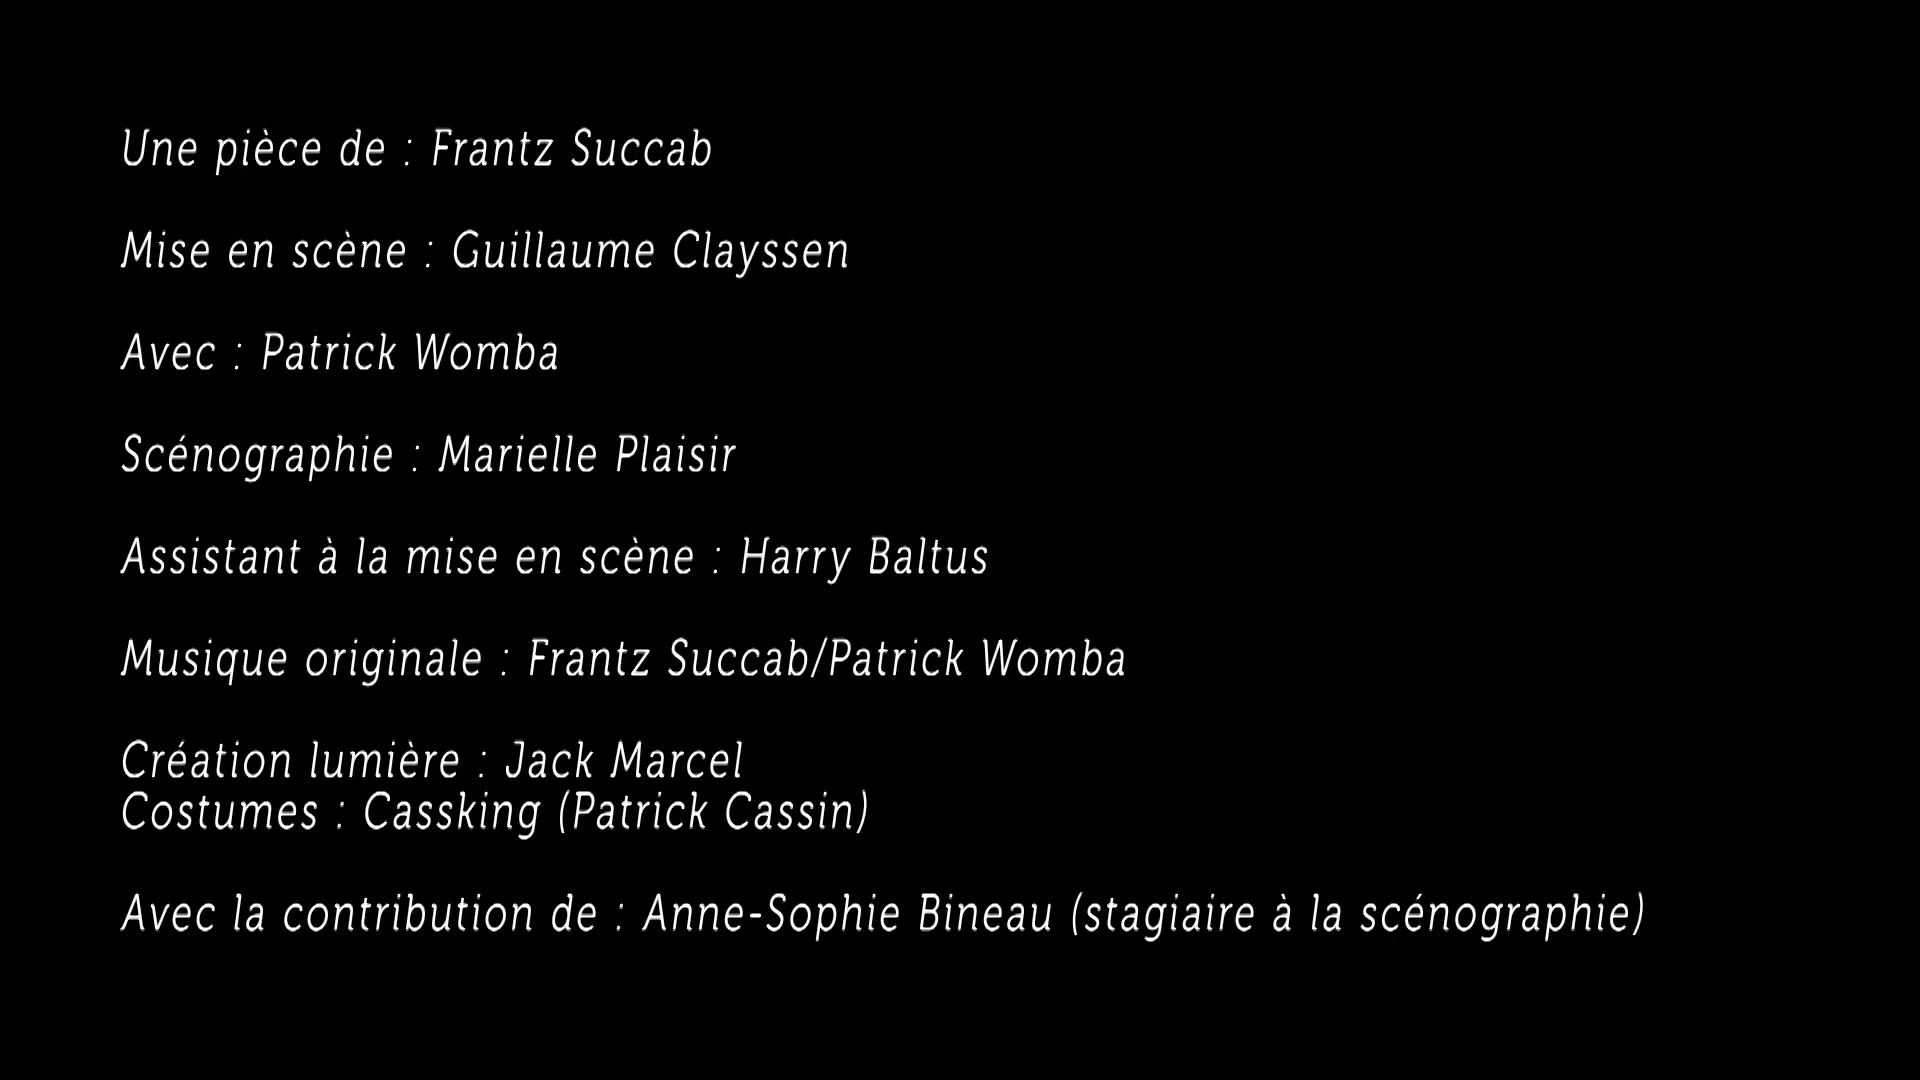 Une pièce de : Frantz Succab
Mise en scène : Guillaume Clayssen
Avec : Patrick Womba
Scénographie : Marielle Plaisir
Assistant à la mise en scène : Harry Baltus
Musique originale : Frantz Succab/Patrick Womba
Création lumière : Jack Marcel
Costumes : Cassking (Patrick Cassin)
Avec la contribution de : Anne-Sophie Bineau (stagiaire à la scénographie)